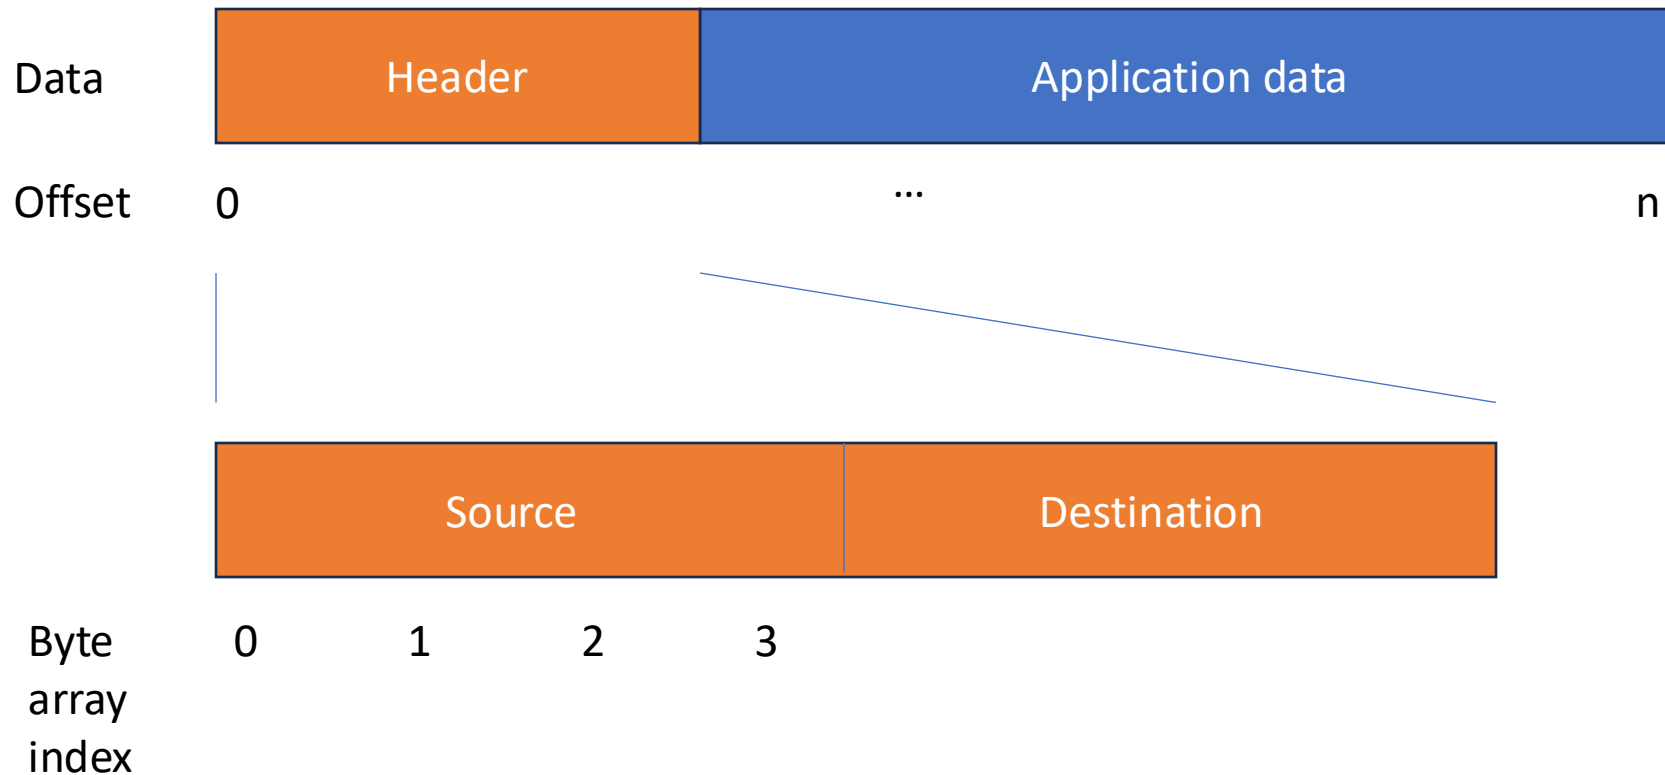 Data Header Application data
Offset 0 ... n
Source Destination
Byte 0 1 2 3
array
index